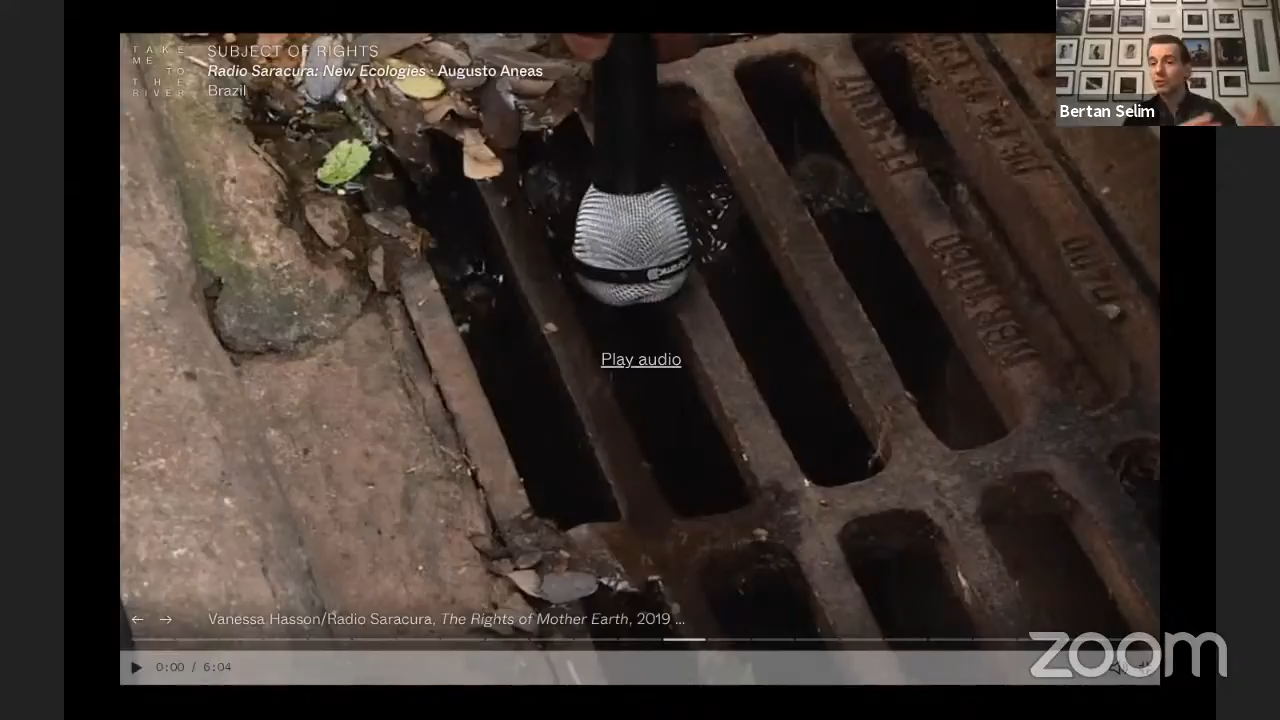 TAKE
ME
TO
THE
RIVER
SUBJECT OF RIGHTS
Radio Saracura: New Ecologies · Augusto Aneas
Brazil
Bertan Selim
Play audio
← → Vanessa Hasson/Radio Saracura, The Rights of Mother Earth, 2019 ...
0:00 / 6:04
zoom